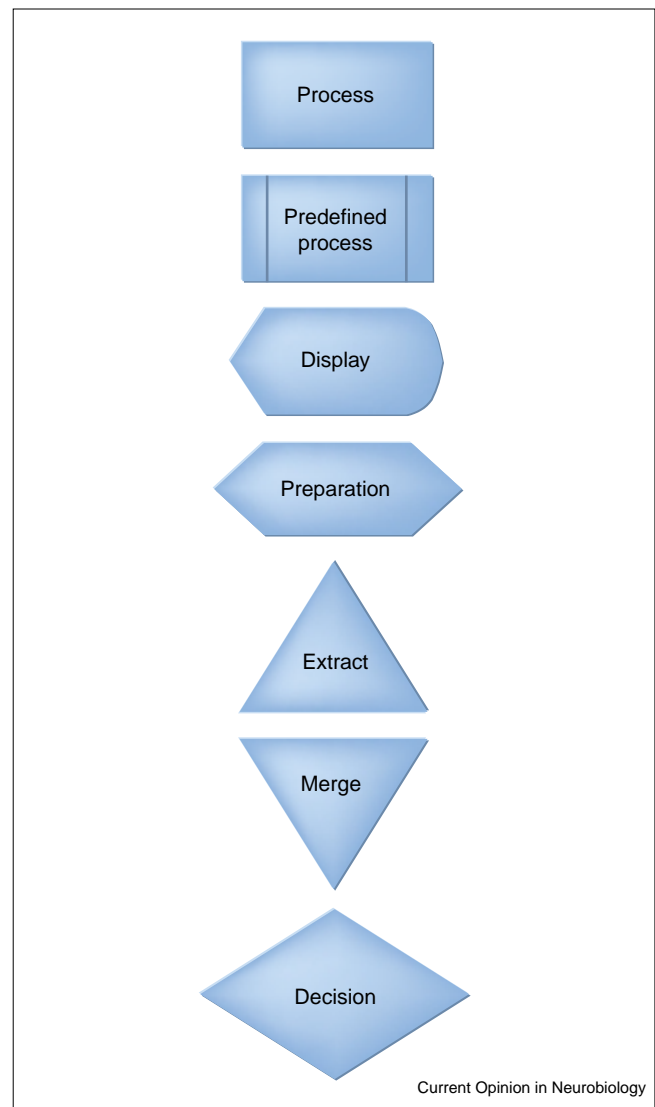 Process
Predefined
process
Display
Preparation
Extract
Merge
Decision
Current Opinion in Neurobiology